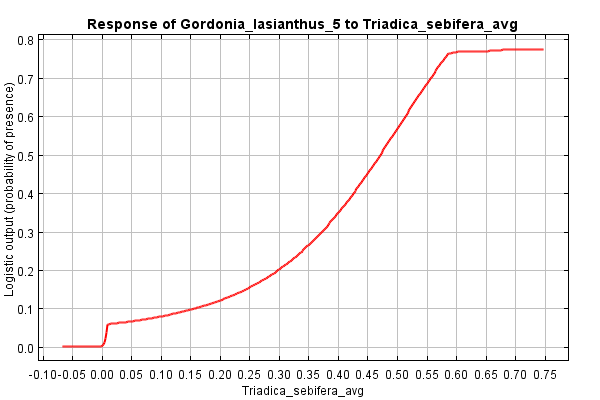 Response of Gordonia_lasianthus_5 to Triadica_sebifera_avg
Logistic output (probability of presence)
0.8
0.7
0.6
0.5
0.4
0.3
0.2
0.1
0.0
-0.10 -0.05 0.00 0.05 0.10 0.15 0.20 0.25 0.30 0.35 0.40 0.45 0.50 0.55 0.60 0.65 0.70 0.75
Triadica_sebifera_avg